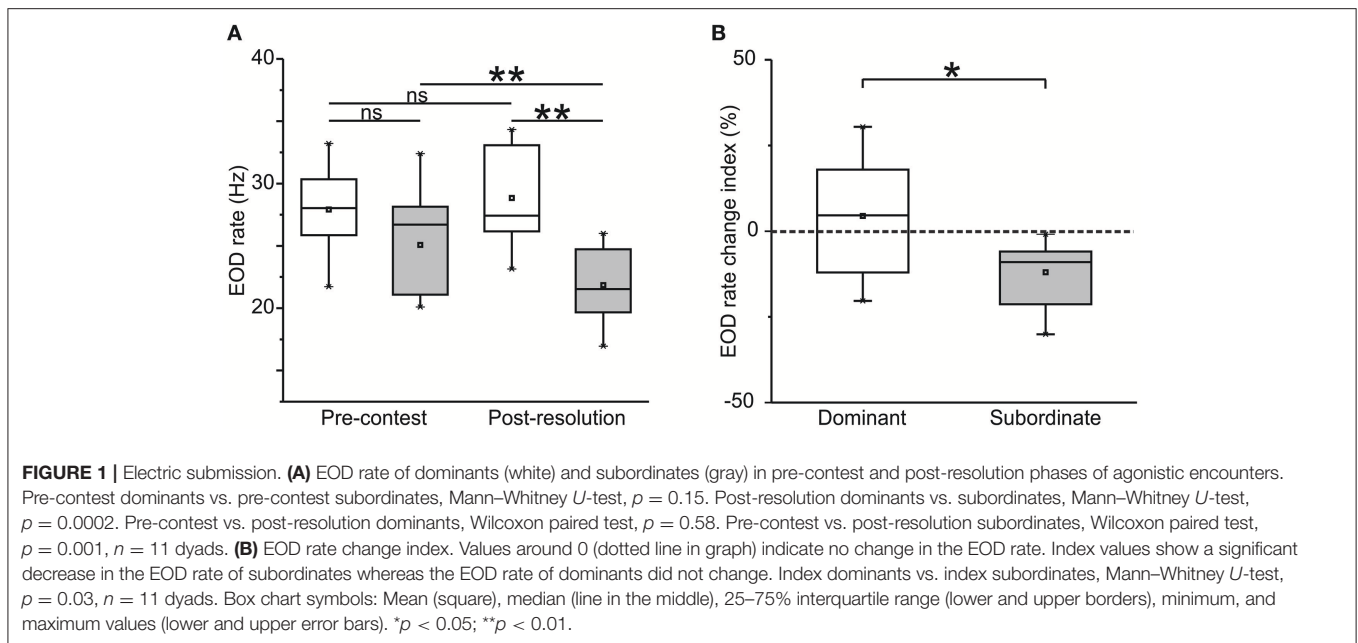 A
B
40
30
20
EOD rate (Hz)
ns
ns
**
**
Pre-contest
Post-resolution
50
0
-50
EOD rate change index (%)
*
Dominant
Subordinate
FIGURE 1 | Electric submission. (A) EOD rate of dominants (white) and subordinates (gray) in pre-contest and post-resolution phases of agonistic encounters.
Pre-contest dominants vs. pre-contest subordinates, Mann–Whitney U-test, p = 0.15. Post-resolution dominants vs. subordinates, Mann–Whitney U-test,
p = 0.0002. Pre-contest vs. post-resolution dominants, Wilcoxon paired test, p = 0.58. Pre-contest vs. post-resolution subordinates, Wilcoxon paired test,
p = 0.001, n = 11 dyads. (B) EOD rate change index. Values around 0 (dotted line in graph) indicate no change in the EOD rate. Index values show a significant
decrease in the EOD rate of subordinates whereas the EOD rate of dominants did not change. Index dominants vs. index subordinates, Mann–Whitney U-test,
p = 0.03, n = 11 dyads. Box chart symbols: Mean (square), median (line in the middle), 25–75% interquartile range (lower and upper borders), minimum, and
maximum values (lower and upper error bars). *p < 0.05; **p < 0.01.